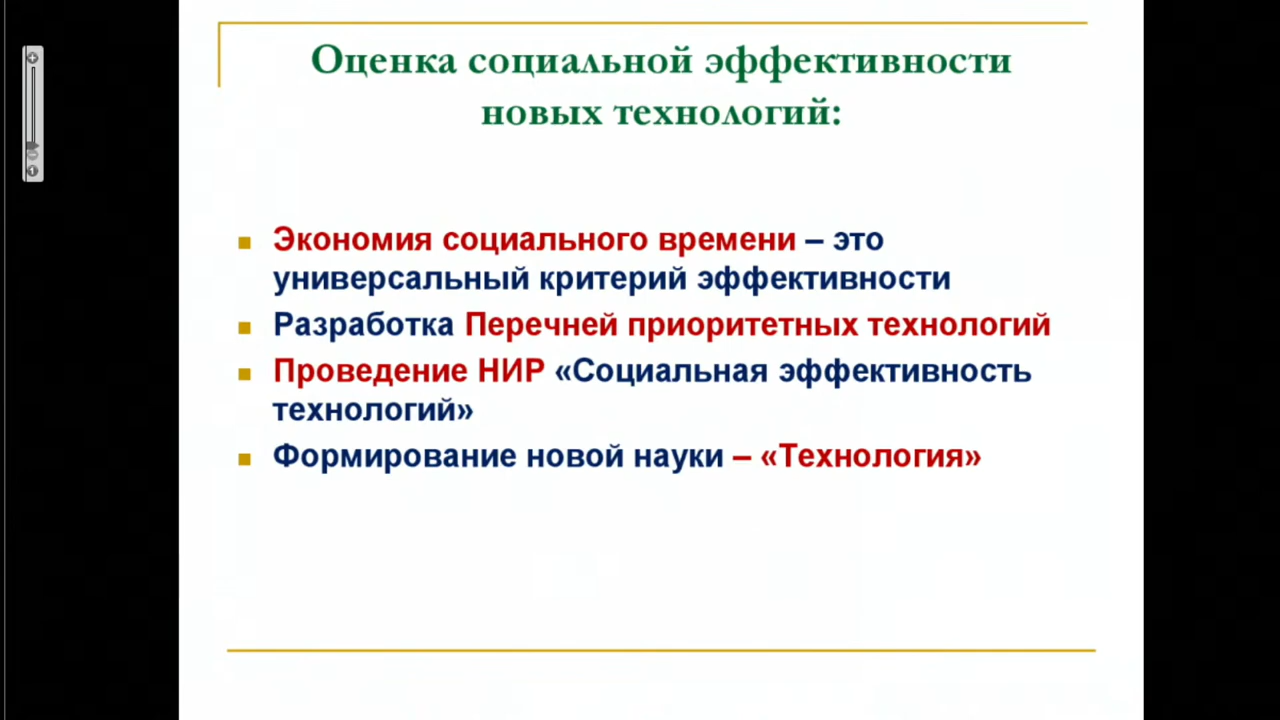 Оценка социальной эффективности
новых технологий:
Экономия социального времени – это
универсальный критерий эффективности
Разработка Перечней приоритетных технологий
Проведение НИР «Социальная эффективность
технологий»
Формирование новой науки – «Технология»